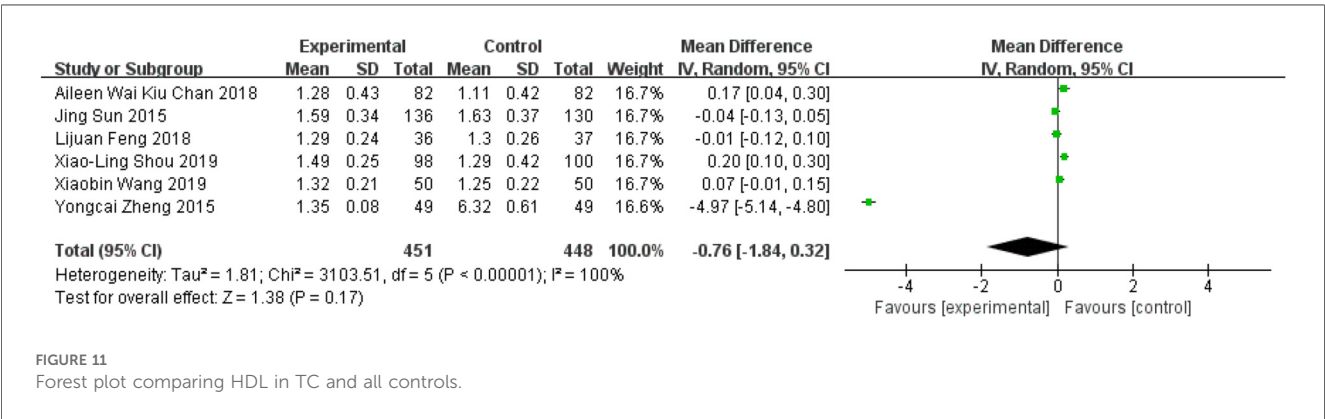 Experimental Control Mean Difference Mean Difference
Study or Subgroup Mean SD Total Mean SD Total Weight IV, Random, 95% CI IV, Random, 95% CI
Aileen Wai Kiu Chan 2018 1.28 0.43 82 1.11 0.42 82 16.7% 0.17 [0.04, 0.30]
Jing Sun 2015 1.59 0.34 136 1.63 0.37 130 16.7% -0.04 [-0.13, 0.05]
Lijuan Feng 2018 1.29 0.24 36 1.3 0.26 37 16.7% -0.01 [-0.12, 0.10]
Xiao-Ling Shou 2019 1.49 0.25 98 1.29 0.42 100 16.7% 0.20 [0.10, 0.30]
Xiaobin Wang 2019 1.32 0.21 50 1.25 0.22 50 16.7% 0.07 [-0.01, 0.15]
Yongcai Zheng 2015 1.35 0.08 49 6.32 0.61 49 16.6% -4.97 [-5.14, -4.80]
Total (95% CI) 451 448 100.0% -0.76 [-1.84, 0.32]
Heterogeneity: Tau² = 1.81; Chi² = 3103.51, df = 5 (P < 0.00001); I² = 100%
Test for overall effect: Z = 1.38 (P = 0.17)
-4 -2 0 2 4
Favours [experimental] Favours [control]
FIGURE 11
Forest plot comparing HDL in TC and all controls.